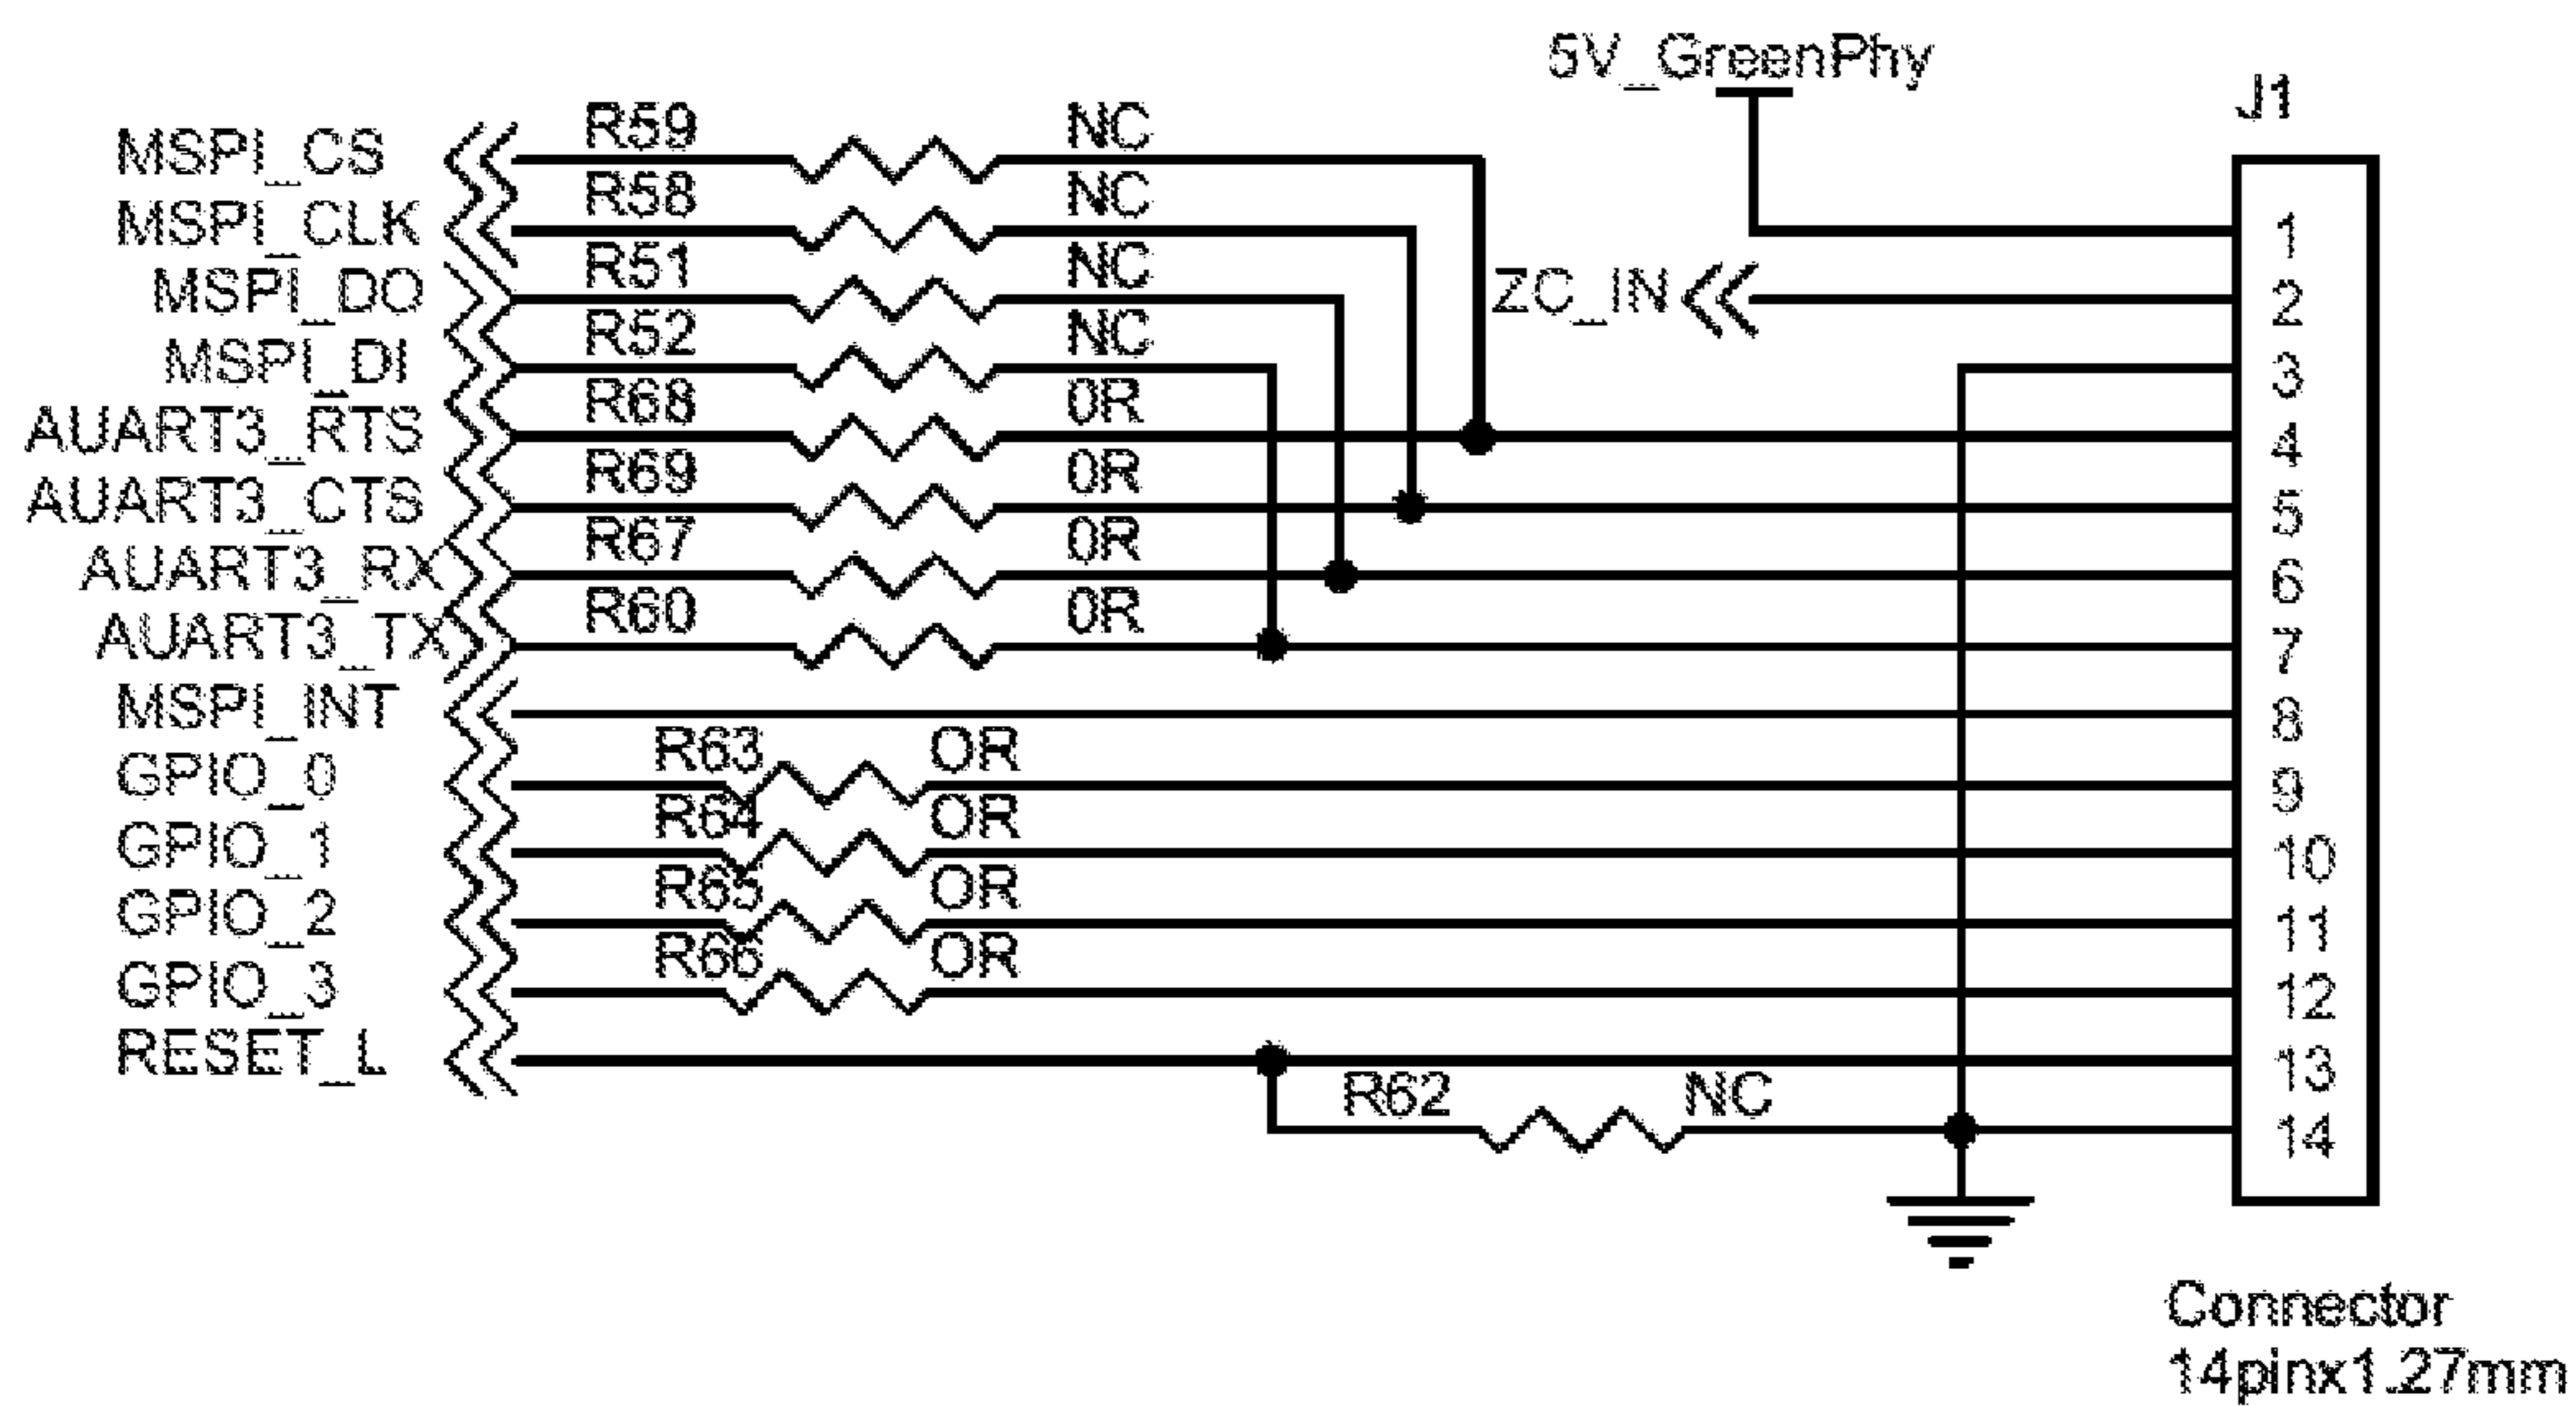 5V_GreenPhy
J1
MSPI_CS R59 NC
MSPI_CLK R58 NC 1
MSPI_DO R51 NC ZC_IN 2
MSPI_DI R52 NC 3
AUART3_RTS R68 0R 4
AUART3_CTS R69 0R 5
AUART3_RX R67 0R 6
AUART3_TX R60 0R 7
MSPI_INT 8
GPIO_0 R63 OR 9
GPIO_1 R64 OR 10
GPIO_2 R65 OR 11
GPIO_3 R66 OR 12
RESET_L 13
R62 NC 14
Connector
14pinx1.27mm